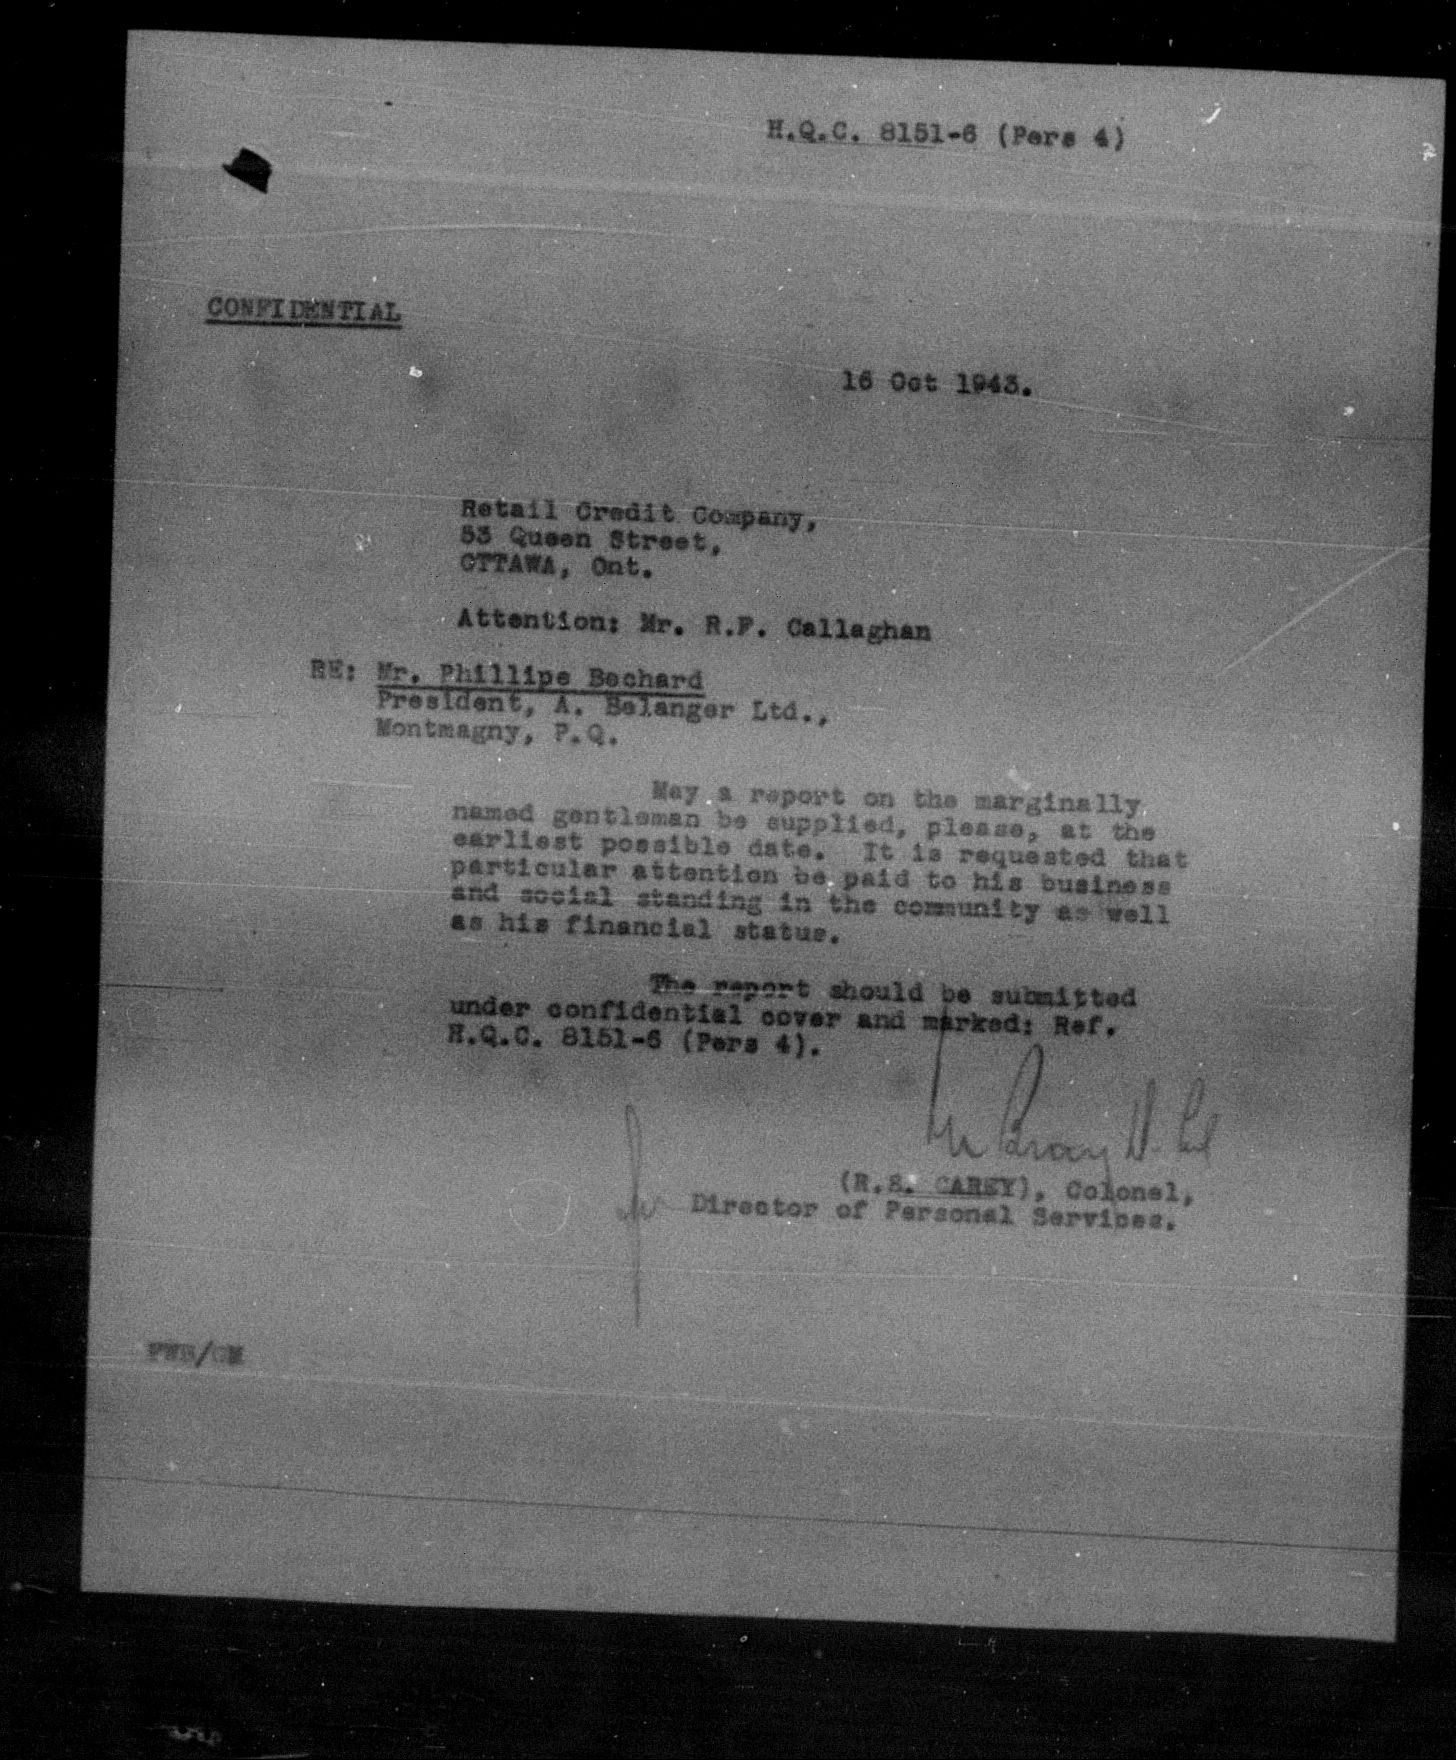 H.Q.C. 8151-6 (Pers 4)
CONFIDENTIAL
16 Oct 1943.
Retail Credit Company,
53 Queen Street,
OTTAWA, Ont.
Attention: Mr. R.F. Callaghan
RE: Mr. Phillipe Bechard
President, A. Belanger Ltd.,
Montmagny, P.Q.
May a report on the marginally
named gentleman be supplied, please, at the
earliest possible date. It is requested that
particular attention be paid to his business
and social standing in the community as well
as his financial status.
The report should be submitted
under confidential cover and marked: Ref.
H.Q.C. 8151-6 (Pers 4).
for
(R.S. CAREY), Colonel,
Director of Personal Services.